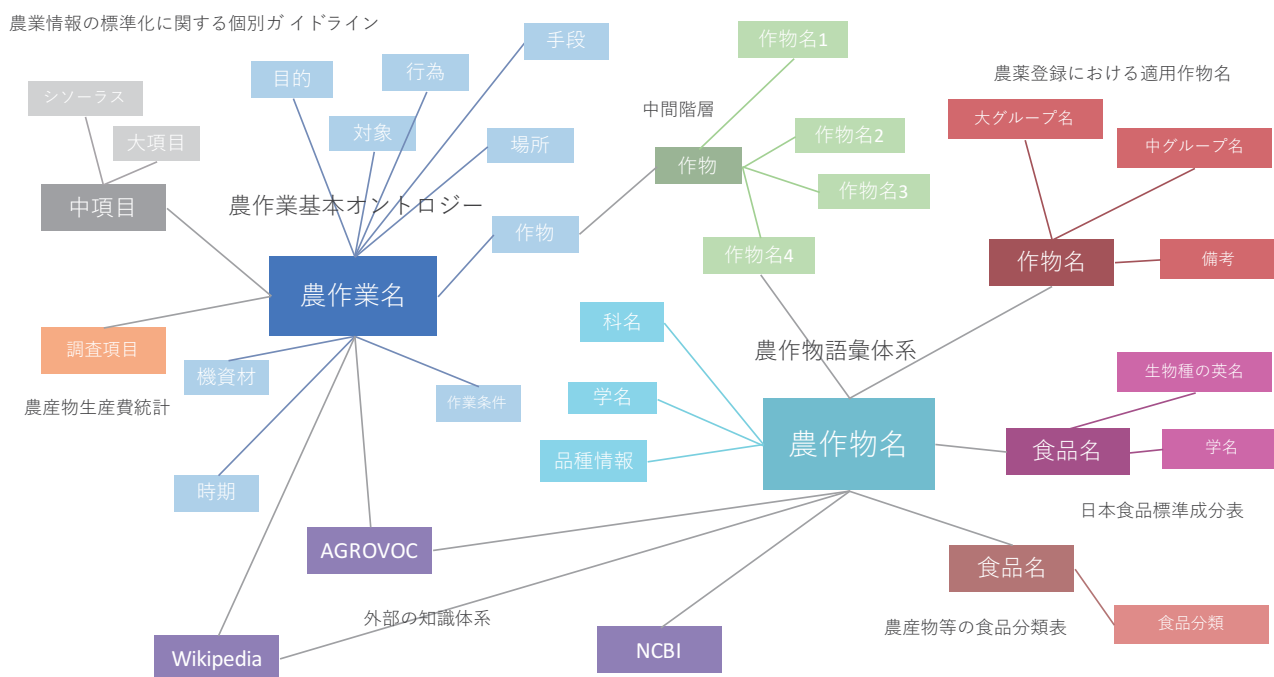 農業情報の標準化に関する個別ガイドライン
手段
作物名1
目的
行為
農薬登録における適用作物名
シソーラス
中間階層
大グループ名
大項目
対象
場所
作物名2
中グループ名
作物
作物名3
中項目
農作業基本オントロジー
作物
作物名4
作物名
備考
農作業名
科名
調査項目
農作物語彙体系
機資材
生物種の英名
農産物生産費統計
作業条件
学名
農作物名
食品名
学名
品種情報
時期
日本食品標準成分表
AGROVOC
食品名
外部の知識体系
農産物等の食品分類表
食品分類
Wikipedia
NCBI